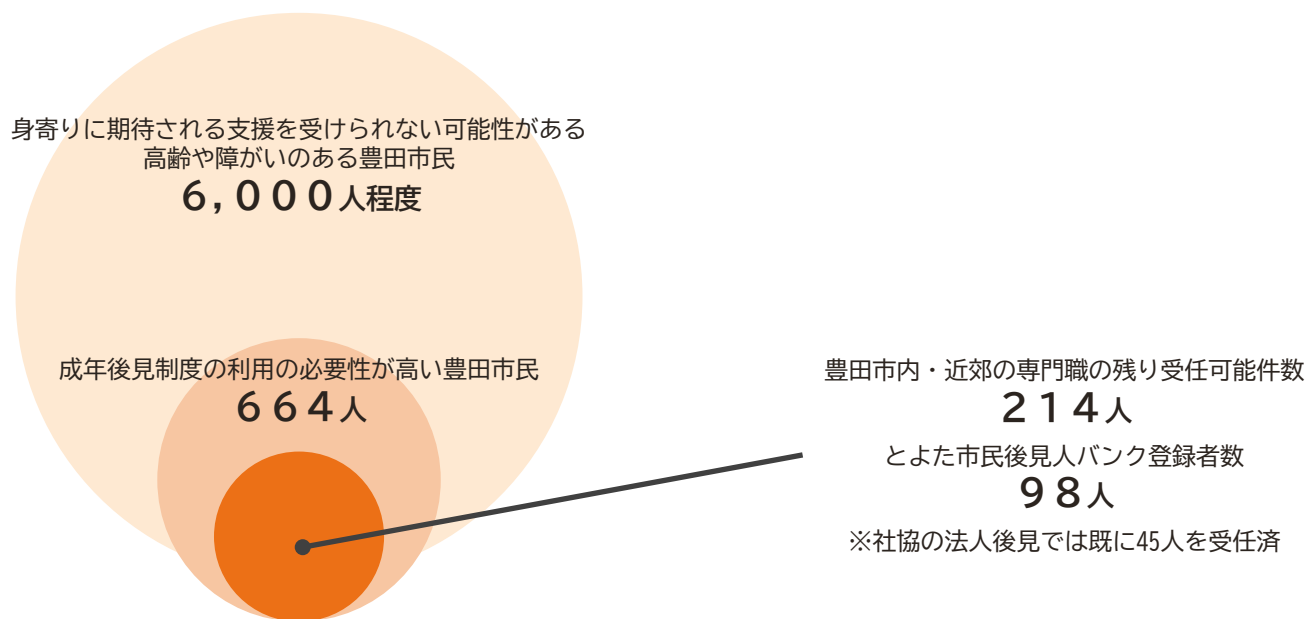 身寄りに期待される支援を受けられない可能性がある
高齢や障がいのある豊田市民
６,０００人程度
成年後見制度の利用の必要性が高い豊田市民
６６４人
豊田市内・近郊の専門職の残り受任可能件数
２１４人
とよた市民後見人バンク登録者数
９８人
※社協の法人後見では既に45人を受任済